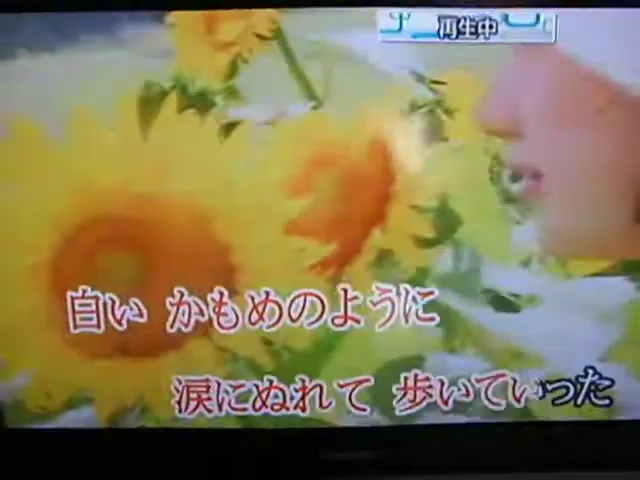 再生中
白い かもめのように
涙にぬれて 歩いていった